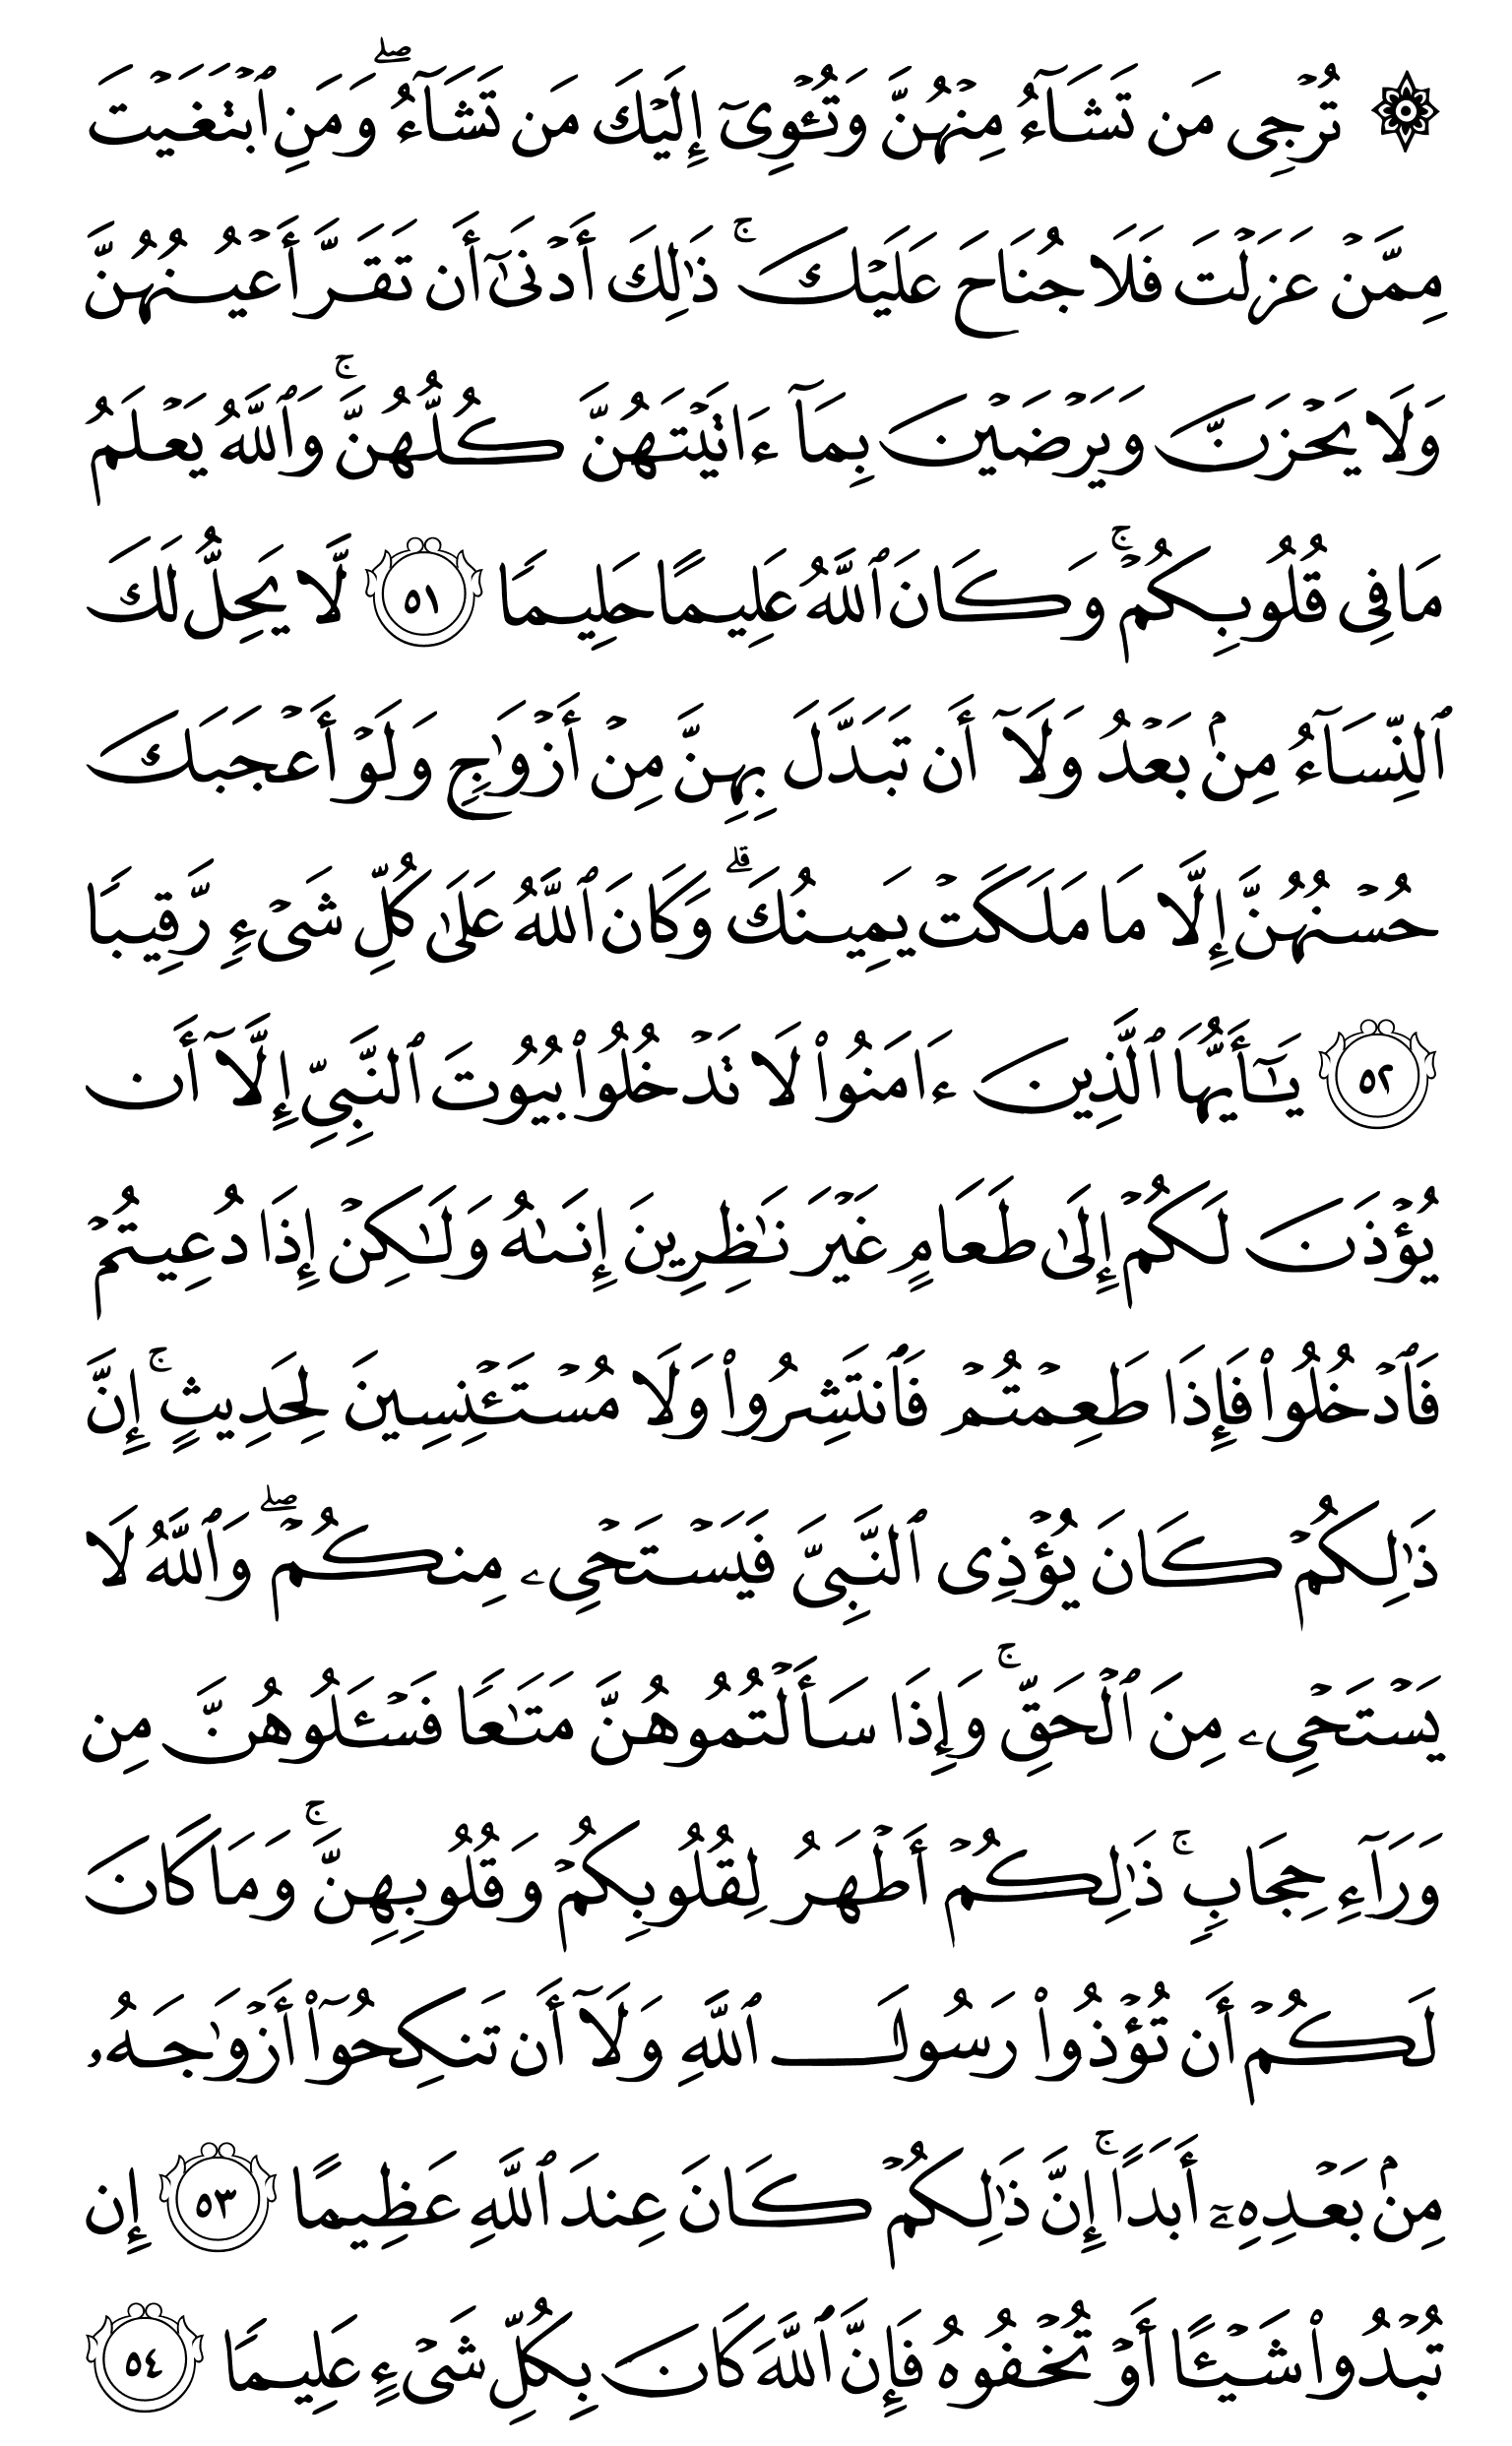 ۞ تُرۡجِي مَن تَشَآءُ مِنۡهُنَّ وَتُـٔۡوِيٓ إِلَيۡكَ مَن تَشَآءُۖ وَمَنِ ٱبۡتَغَيۡتَ
مِمَّنۡ عَزَلۡتَ فَلَا جُنَاحَ عَلَيۡكَۚ ذَٰلِكَ أَدۡنَىٰٓ أَن تَقَرَّ أَعۡيُنُهُنَّ
وَلَا يَحۡزَنَّ وَيَرۡضَيۡنَ بِمَآ ءَاتَيۡتَهُنَّ كُلُّهُنَّۚ وَٱللَّهُ يَعۡلَمُ
مَا فِي قُلُوبِكُمۡۚ وَكَانَ ٱللَّهُ عَلِيمًا حَلِيمٗا ٥١ لَّا يَحِلُّ لَكَ
ٱلنِّسَآءُ مِنۢ بَعۡدُ وَلَآ أَن تَبَدَّلَ بِهِنَّ مِنۡ أَزۡوَٰجٖ وَلَوۡ أَعۡجَبَكَ
حُسۡنُهُنَّ إِلَّا مَا مَلَكَتۡ يَمِينُكَۗ وَكَانَ ٱللَّهُ عَلَىٰ كُلِّ شَيۡءٖ رَّقِيبٗا
٥٢ يَـٰٓأَيُّهَا ٱلَّذِينَ ءَامَنُواْ لَا تَدۡخُلُواْ بُيُوتَ ٱلنَّبِيِّ إِلَّآ أَن
يُؤۡذَنَ لَكُمۡ إِلَىٰ طَعَامٍ غَيۡرَ نَٰظِرِينَ إِنَىٰهُ وَلَٰكِنۡ إِذَا دُعِيتُمۡ
فَٱدۡخُلُواْ فَإِذَا طَعِمۡتُمۡ فَٱنتَشِرُواْ وَلَا مُسۡتَـٔۡنِسِينَ لِحَدِيثٍۚ إِنَّ
ذَٰلِكُمۡ كَانَ يُؤۡذِي ٱلنَّبِيَّ فَيَسۡتَحۡيِۦ مِنكُمۡۖ وَٱللَّهُ لَا
يَسۡتَحۡيِۦ مِنَ ٱلۡحَقِّۚ وَإِذَا سَأَلۡتُمُوهُنَّ مَتَٰعٗا فَسۡـَٔلُوهُنَّ مِن
وَرَآءِ حِجَابٖۚ ذَٰلِكُمۡ أَطۡهَرُ لِقُلُوبِكُمۡ وَقُلُوبِهِنَّۚ وَمَا كَانَ
لَكُمۡ أَن تُؤۡذُواْ رَسُولَ ٱللَّهِ وَلَآ أَن تَنكِحُوٓاْ أَزۡوَٰجَهُۥ
مِنۢ بَعۡدِهِۦٓ أَبَدًاۚ إِنَّ ذَٰلِكُمۡ كَانَ عِندَ ٱللَّهِ عَظِيمًا ٥٣ إِن
تُبۡدُواْ شَيۡـًٔا أَوۡ تُخۡفُوهُ فَإِنَّ ٱللَّهَ كَانَ بِكُلِّ شَيۡءٍ عَلِيمٗا ٥٤